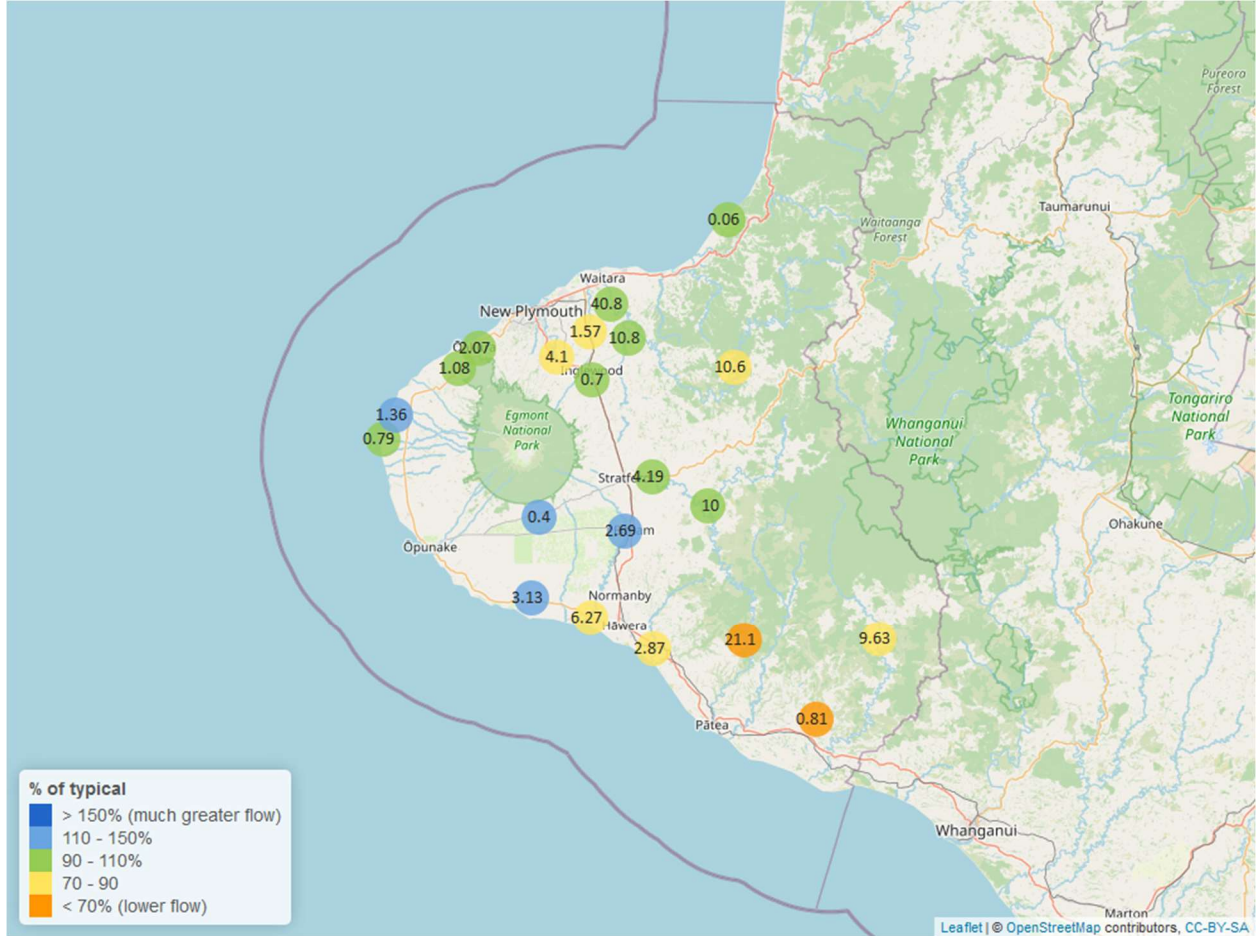 Pureora
Forest
Taumarunui
0.06
Waitaanga
Forest
Waitara
40.8
New Plymouth
1.57
10.8
2.07
4.1
1.08
10.6
0.7
1.36
Egmont
National
Park
0.79
Tongariro
National
Park
Whanganui
National
Park
4.19
10
0.4
2.69
Ohakune
Ōpunake
3.13
Normanby
6.27
Hāwera
2.87
21.1
9.63
0.81
Pātea
% of typical
> 150% (much greater flow)
110 - 150%
90 - 110%
70 - 90
< 70% (lower flow)
Whanganui
Marton
Leaflet | © OpenStreetMap contributors, CC-BY-SA